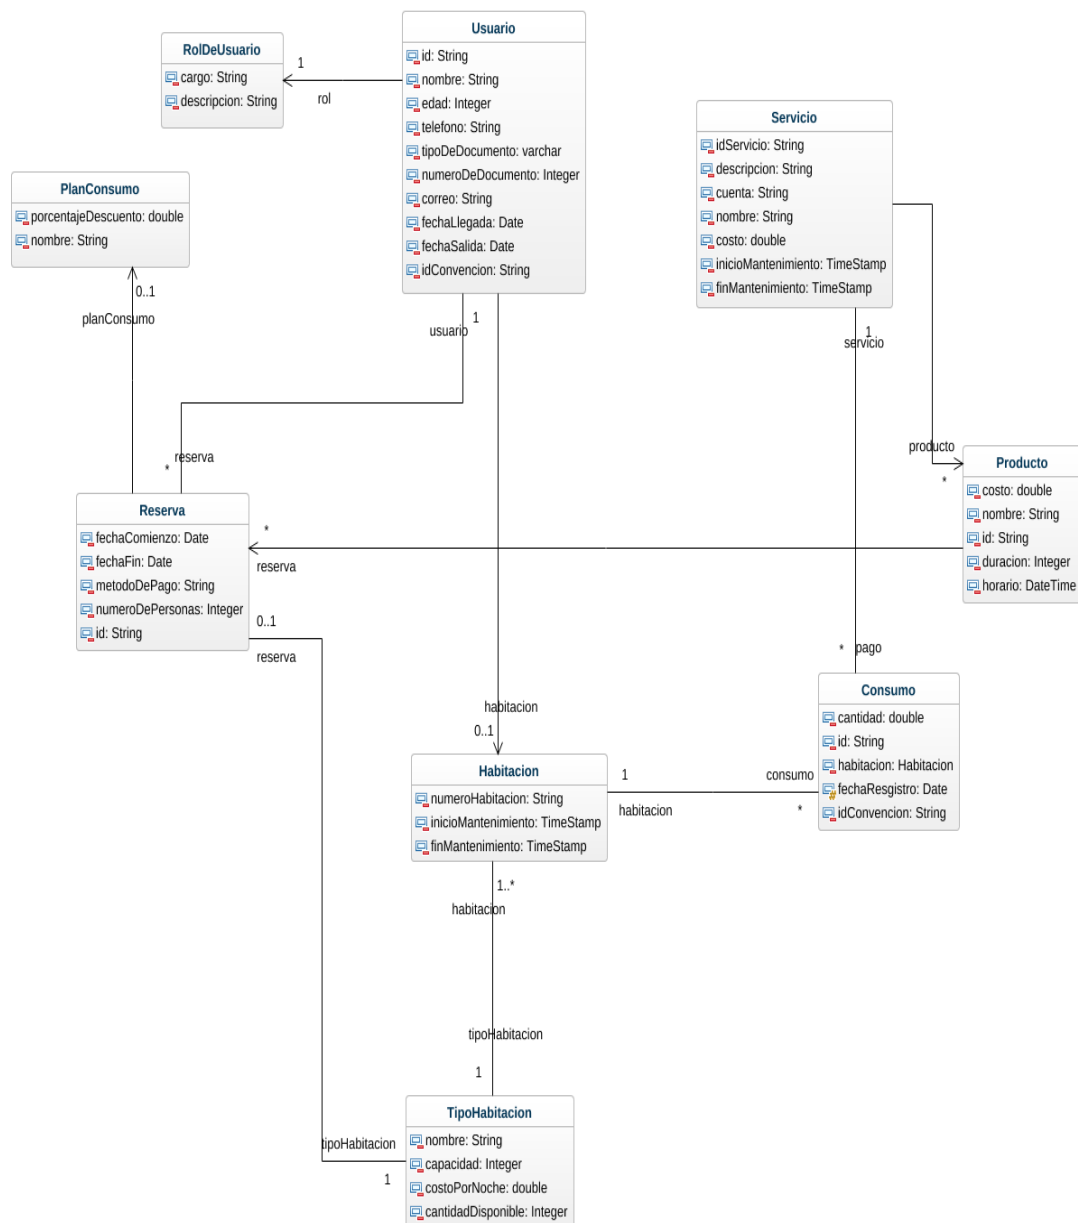 Usuario
id: String
nombre: String
edad: Integer
telefono: String
tipoDeDocumento: varchar
numeroDeDocumento: Integer
correo: String
fechaLlegada: Date
fechaSalida: Date
idConvencion: String
RolDeUsuario
cargo: String
descripcion: String
1
rol
Servicio
idServicio: String
descripcion: String
cuenta: String
nombre: String
costo: double
inicioMantenimiento: TimeStamp
finMantenimiento: TimeStamp
PlanConsumo
porcentajeDescuento: double
nombre: String
0..1
planConsumo
1
usuario
1
servicio
reserva
*
producto
*
Producto
costo: double
nombre: String
id: String
duracion: Integer
horario: DateTime
Reserva
fechaComienzo: Date
fechaFin: Date
metodoDePago: String
numeroDePersonas: Integer
id: String
*
reserva
0..1
reserva
* pago
habitacion
0..1
Consumo
cantidad: double
id: String
habitacion: Habitacion
fechaResgistro: Date
idConvencion: String
Habitacion
numeroHabitacion: String
inicioMantenimiento: TimeStamp
finMantenimiento: TimeStamp
1
habitacion
consumo
*
1..*
habitacion
tipoHabitacion
1
TipoHabitacion
nombre: String
capacidad: Integer
costoPorNoche: double
cantidadDisponible: Integer
tipoHabitacion
1